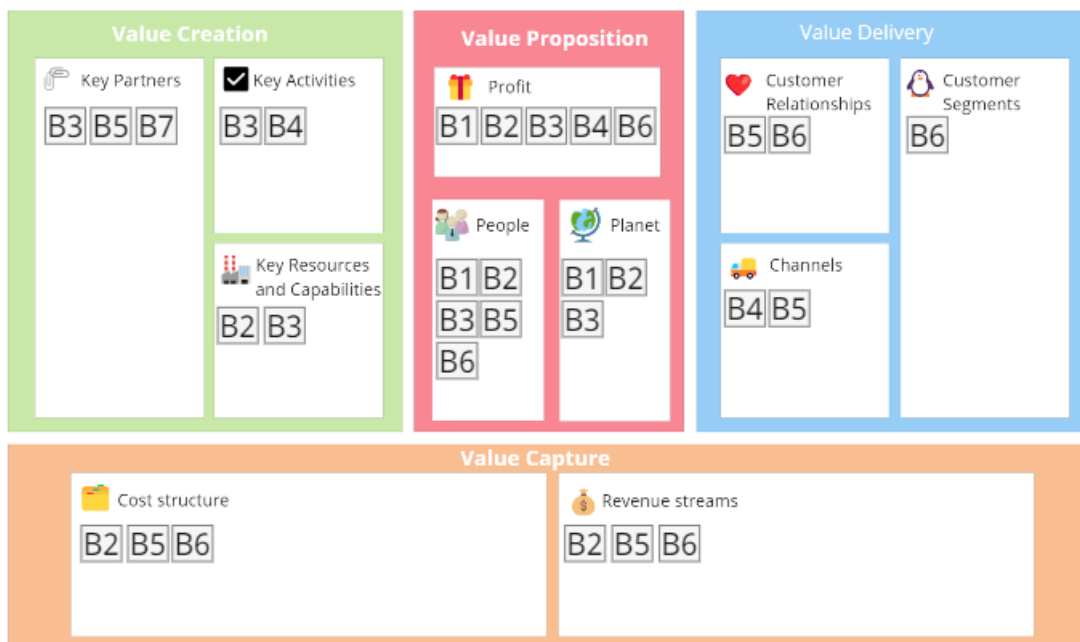 Value Creation
Key Partners
B3 B5 B7
Key Activities
B3 B4
Key Resources
and Capabilities
B2 B3
Value Proposition
Profit
B1 B2 B3 B4 B6
People
B1 B2
B3 B5
B6
Planet
B1 B2
B3
Value Delivery
Customer
Relationships
B5 B6
Customer
Segments
B6
Channels
B4 B5
Value Capture
Cost structure
B2 B5 B6
Revenue streams
B2 B5 B6